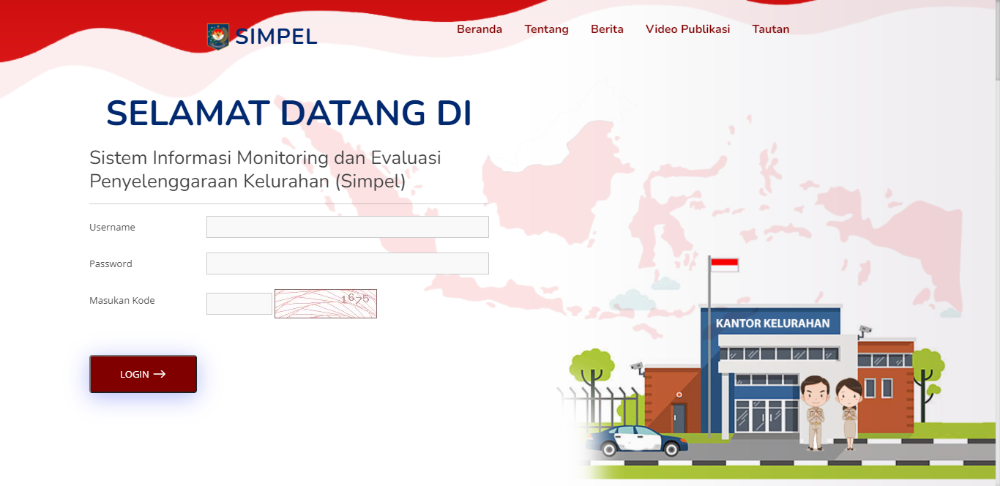 SIMPEL
Beranda Tentang Berita Video Publikasi Tautan
SELAMAT DATANG DI
Sistem Informasi Monitoring dan Evaluasi
Penyelenggaraan Kelurahan (Simpel)
Username
Password
Masukan Kode
1675
LOGIN →
KANTOR KELURAHAN